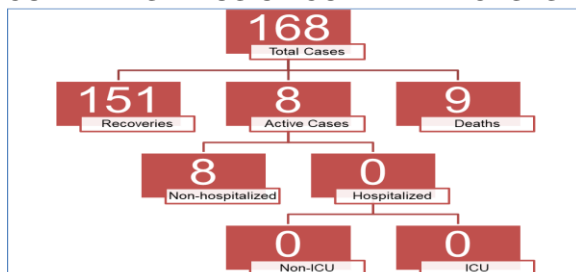 168
Total Cases
151
Recoveries
8
Active Cases
9
Deaths
8
Non-hospitalized
0
Hospitalized
0
Non-ICU
0
ICU